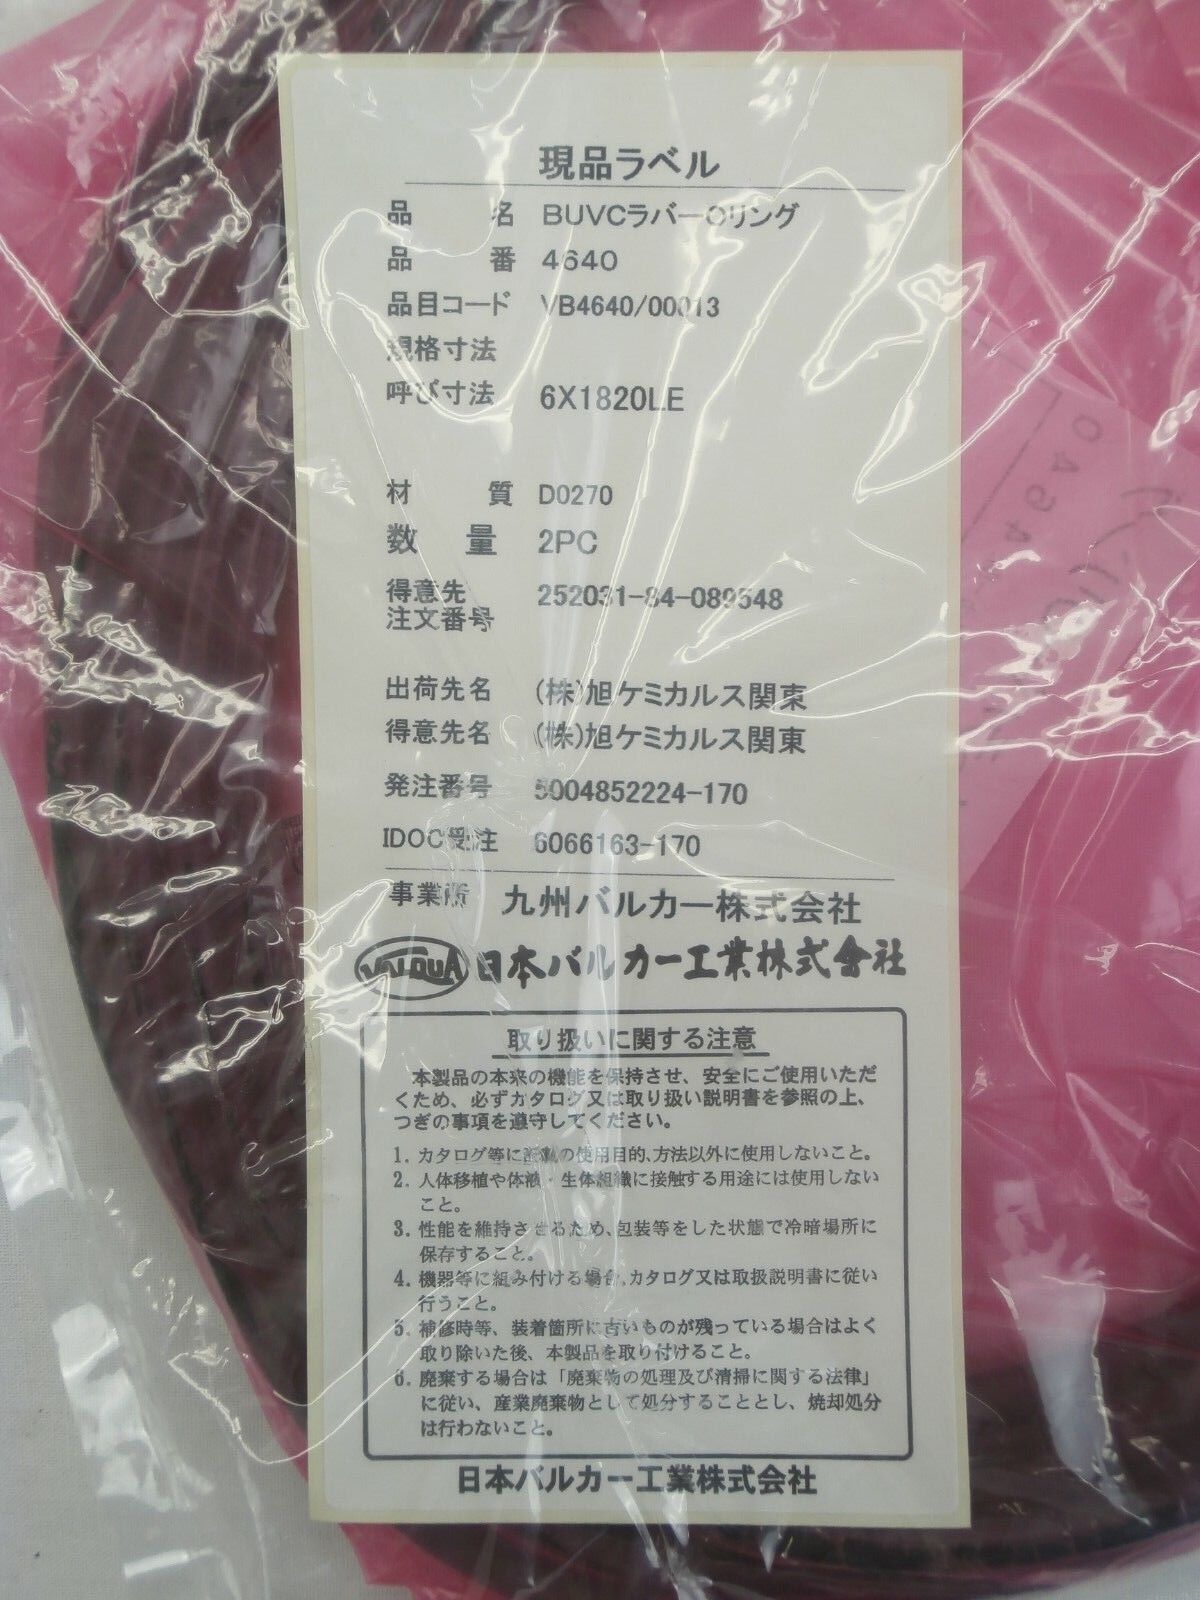 現品ラベル
品 名 BUVCラバーOリング
品 番 4640
品目コード VB4640/00013
規格寸法
呼び寸法 6X1820LE
材 質 D0270
数 量 2PC
得意先 252031-84-089548
注文番号
出荷先名 (株)旭ケミカルス関東
得意先名 (株)旭ケミカルス関東
発注番号 5004852224-170
IDOC受注 6066163-170
事業所 九州バルカー株式会社
VALQUA 日本バルカー工業株式会社
取り扱いに関する注意
本製品の本来の機能を保持させ、安全にご使用いただ
くため、必ずカタログ又は取り扱い説明書を参照の上、
つぎの事項を遵守してください。
1. カタログ等に記載の使用目的、方法以外に使用しないこと。
2. 人体移植や体液・生体組織に接触する用途には使用しない
こと。
3. 性能を維持させるため、包装等をした状態で冷暗場所に
保存すること。
4. 機器等に組み付ける場合、カタログ又は取扱説明書に従い
行うこと。
5. 補修時等、装着箇所に古いものが残っている場合はよく
取り除いた後、本製品を取り付けること。
6. 廃棄する場合は「廃棄物の処理及び清掃に関する法律」
に従い、産業廃棄物として処分することとし、焼却処分
は行わないこと。
日本バルカー工業株式会社